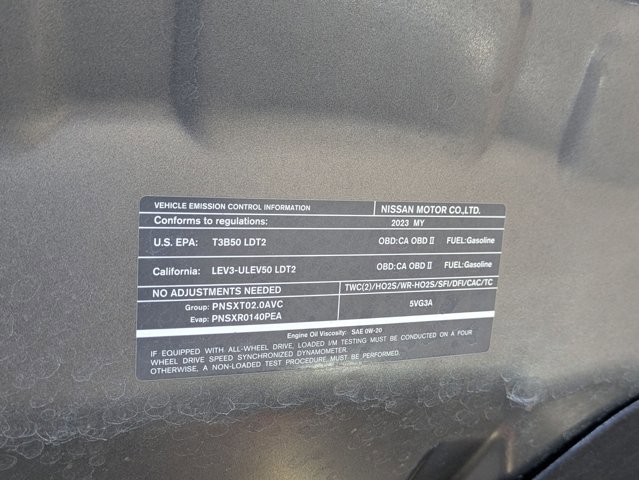 VEHICLE EMISSION CONTROL INFORMATION NISSAN MOTOR CO.,LTD.
Conforms to regulations: 2023 MY
U.S. EPA: T3B50 LDT2 OBD:CA OBD II FUEL:Gasoline
California: LEV3-ULEV50 LDT2 OBD:CA OBD II FUEL:Gasoline
NO ADJUSTMENTS NEEDED TWC(2)/HO2S/WR-HO2S/SFI/DFI/CAC/TC
Group: PNSXT02.0AVC 5VG3A
Evap: PNSXR0140PEA
Engine Oil Viscosity: SAE 0W-20
IF EQUIPPED WITH ALL-WHEEL DRIVE, LOADED I/M TESTING MUST BE CONDUCTED ON A FOUR
WHEEL DRIVE SPEED SYNCHRONIZED DYNAMOMETER.
OTHERWISE, A NON-LOADED TEST PROCEDURE MUST BE PERFORMED.